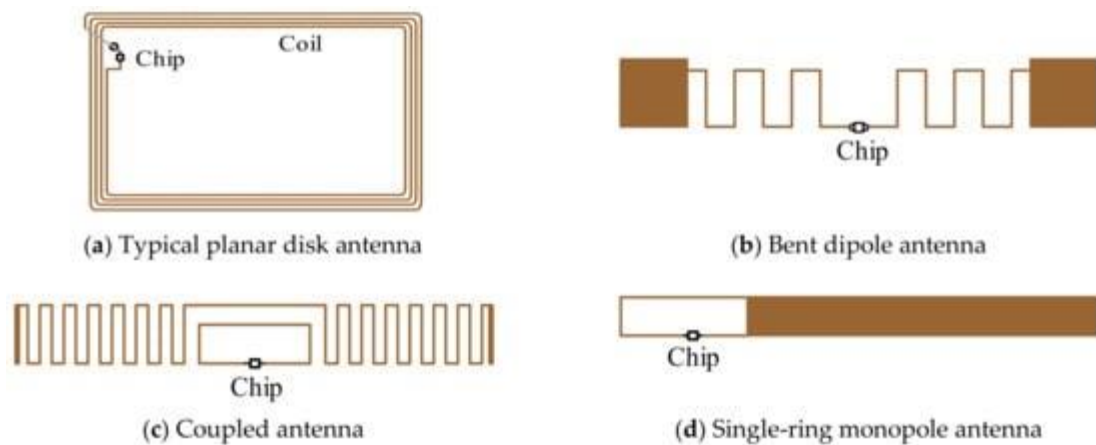 Coil
Chip
Chip
(a) Typical planar disk antenna
(b) Bent dipole antenna
Chip
Chip
(c) Coupled antenna
(d) Single-ring monopole antenna